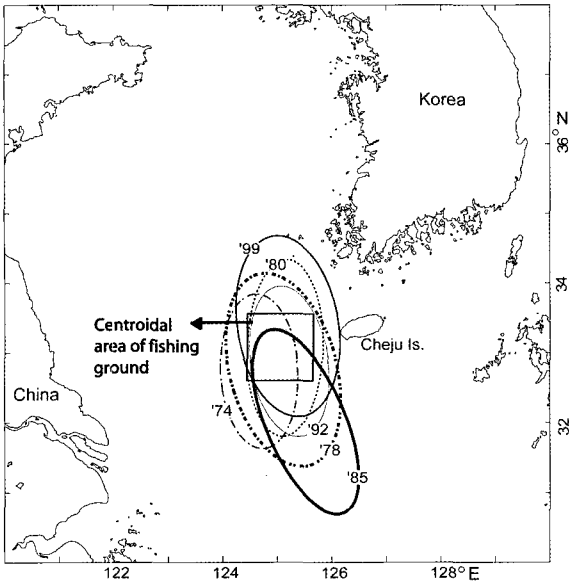 Korea
36° N
'99
'80
34
Centroidal
area of fishing
ground
Cheju Is.
China
'74
'92
32
'78
'85
122
124
126
128° E